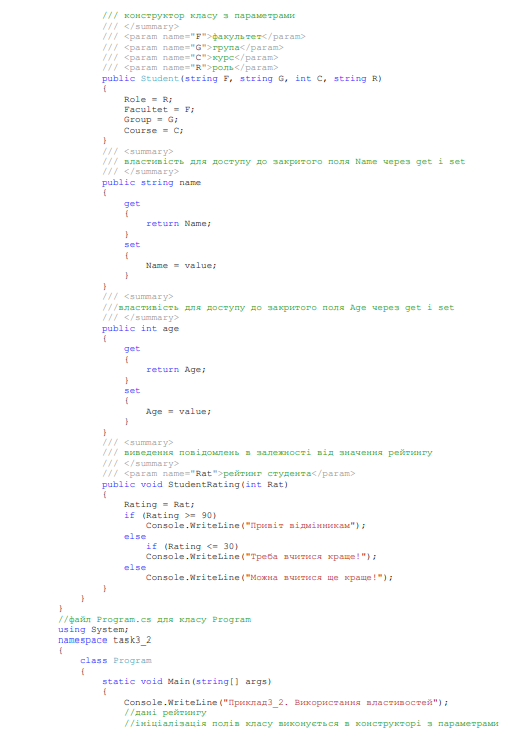 /// конструктор класу з параметрами
/// </summary>
/// <param name="F">факультет</param>
/// <param name="G">група</param>
/// <param name="C">курс</param>
/// <param name="R">роль</param>
public Student(string F, string G, int C, string R)
{
Role = R;
Facultet = F;
Group = G;
Course = C;
}
/// <summary>
/// властивість для доступу до закритого поля Name через get і set
/// </summary>
public string name
{
get
{
return Name;
}
set
{
Name = value;
}
}
/// <summary>
///властивість для доступу до закритого поля Age через get і set
/// </summary>
public int age
{
get
{
return Age;
}
set
{
Age = value;
}
}
/// <summary>
/// виведення повідомлень в залежності від значення рейтингу
/// </summary>
/// <param name="Rat">рейтинг студента</param>
public void StudentRating(int Rat)
{
Rating = Rat;
if (Rating >= 90)
Console.WriteLine("Привіт відмінникам");
else
if (Rating <= 30)
Console.WriteLine("Треба вчитися краще!");
else
Console.WriteLine("Можна вчитися ще краще!");
}
}
}
//файл Program.cs для класу Program
using System;
namespace task3_2
{
class Program
{
static void Main(string[] args)
{
Console.WriteLine("Приклад3_2. Використання властивостей");
//дані рейтингу
//ініціалізація полів класу виконується в конструкторі з параметрами